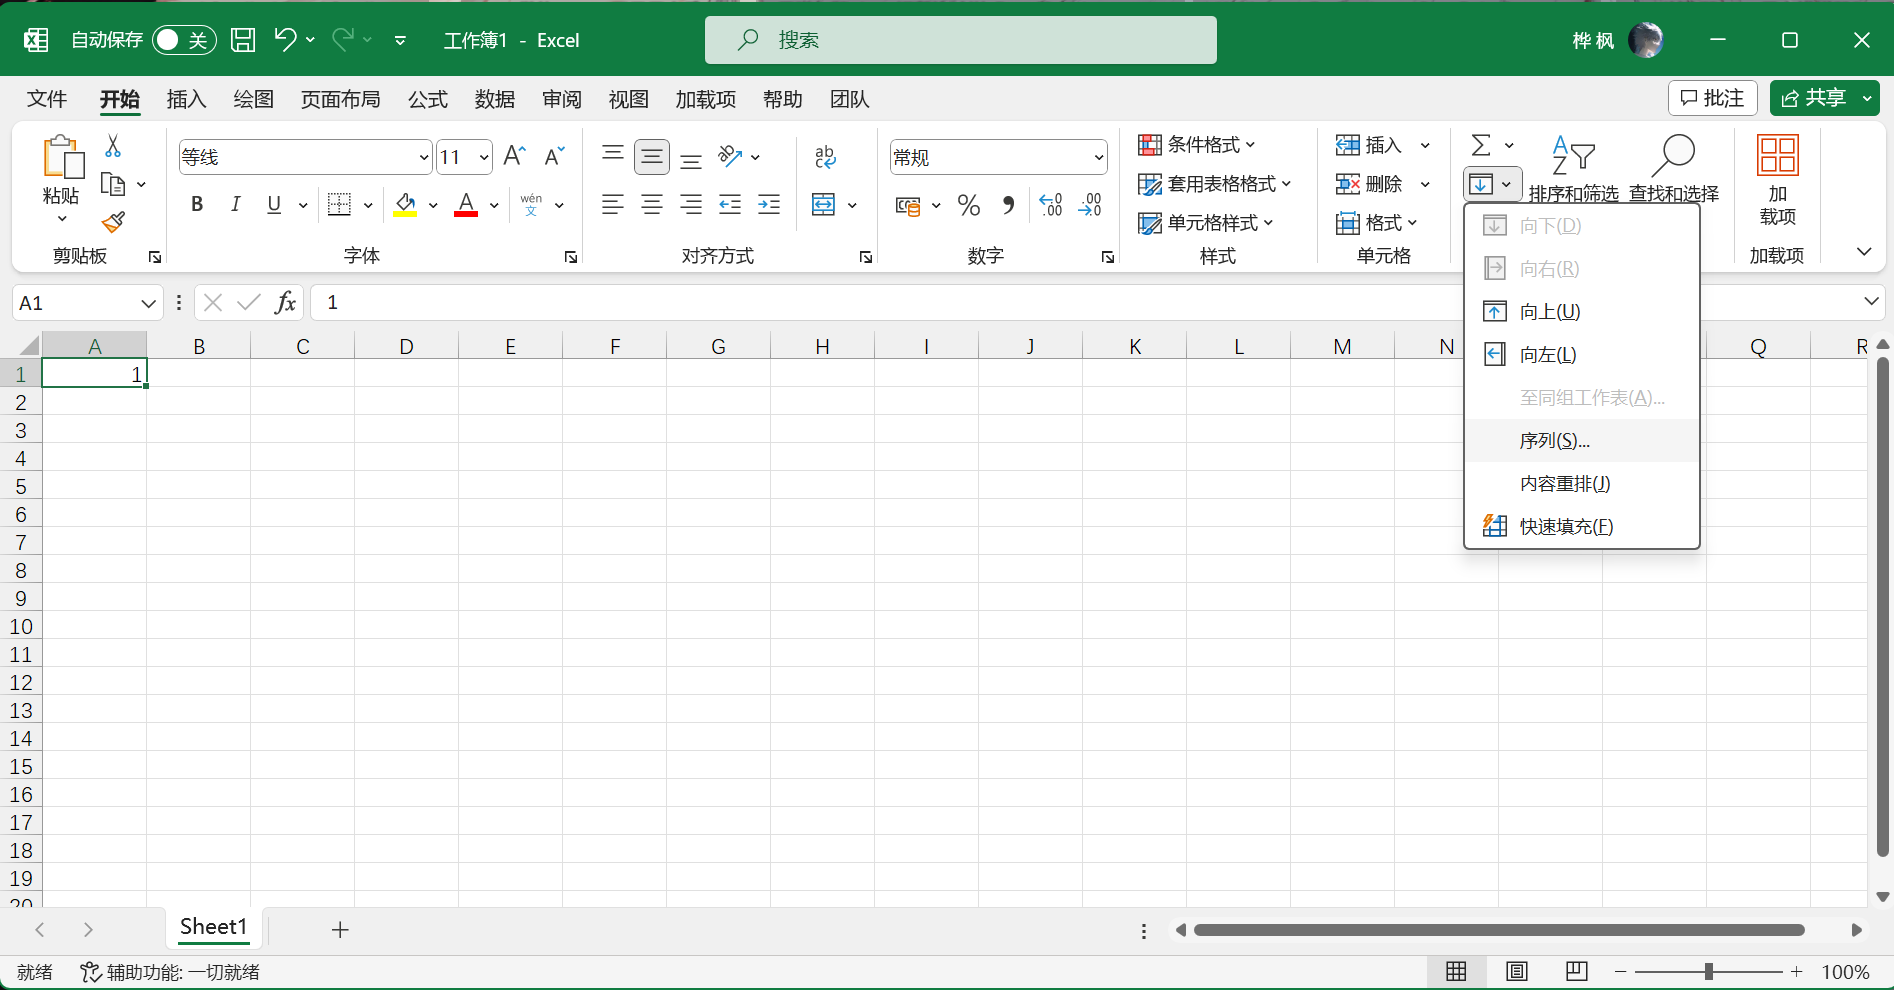 自动保存 关 工作簿1 - Excel 搜索 桦 枫
文件 开始 插入 绘图 页面布局 公式 数据 审阅 视图 加载项 帮助 团队 批注 共享
粘贴
剪贴板
等线 11
B I U A wén 文
字体
ab c
对齐方式
常规
% .00
数字
条件格式
套用表格格式
单元格样式
样式
插入
删除
格式
单元格
排序和筛选 查找和选择
加
载项
加载项
向下(D)
向右(R)
向上(U)
向左(L)
至同组工作表(A)...
序列(S)...
内容重排(J)
快速填充(F)
A1 fx 1
A B C D E F G H I J K L M N Q R
1 1
2
3
4
5
6
7
8
9
10
11
12
13
14
15
16
17
18
19
20
Sheet1
就绪 辅助功能: 一切就绪 100%